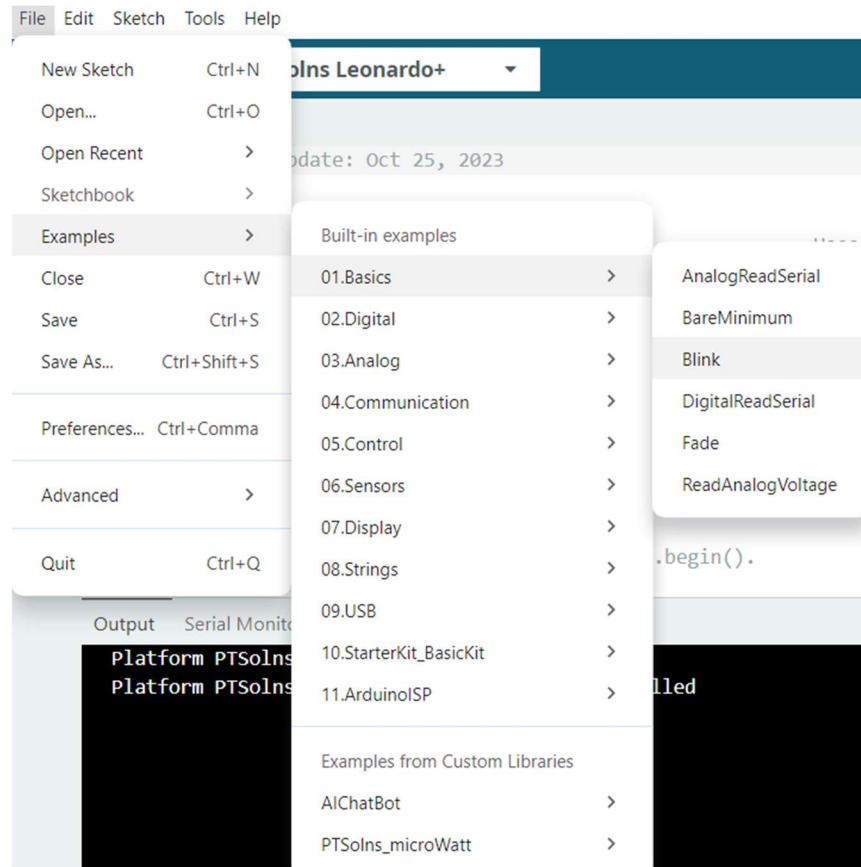 File Edit Sketch Tools Help
New Sketch Ctrl+N
Open... Ctrl+O
Open Recent
Sketchbook
Examples
Close Ctrl+W
Save Ctrl+S
Save As... Ctrl+Shift+S
Preferences... Ctrl+Comma
Advanced
Quit Ctrl+Q
olns Leonardo+
pdate: Oct 25, 2023
Built-in examples
01.Basics
02.Digital
03.Analog
04.Communication
05.Control
06.Sensors
07.Display
08.Strings
09.USB
10.StarterKit_BasicKit
11.ArduinoISP
Examples from Custom Libraries
AIChatBot
PTSolns_microWatt
AnalogReadSerial
BareMinimum
Blink
DigitalReadSerial
Fade
ReadAnalogVoltage
.begin().
Output Serial Monito
Platform PTSolns
Platform PTSolns lled